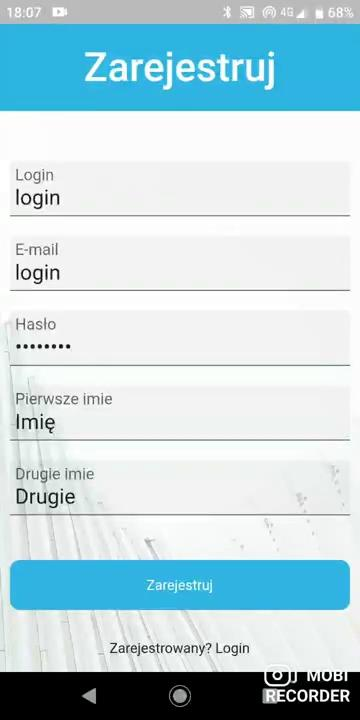 18:07 4G 68%
Zarejestruj
Login
login
E-mail
login
Hasło
••••••••
Pierwsze imie
Imię
Drugie imie
Drugie
Zarejestruj
Zarejestrowany? Login
MOBI
RECORDER